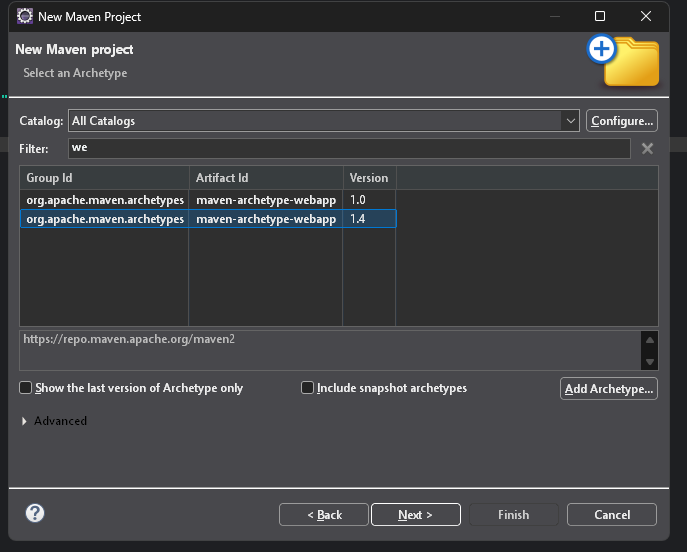 New Maven Project
New Maven project
Select an Archetype
"
Catalog: All Catalogs Configure...
Filter: we
Group Id Artifact Id Version
org.apache.maven.archetypes maven-archetype-webapp 1.0
org.apache.maven.archetypes maven-archetype-webapp 1.4
https://repo.maven.apache.org/maven2
Show the last version of Archetype only Include snapshot archetypes Add Archetype...
Advanced
? < Back Next > Finish Cancel